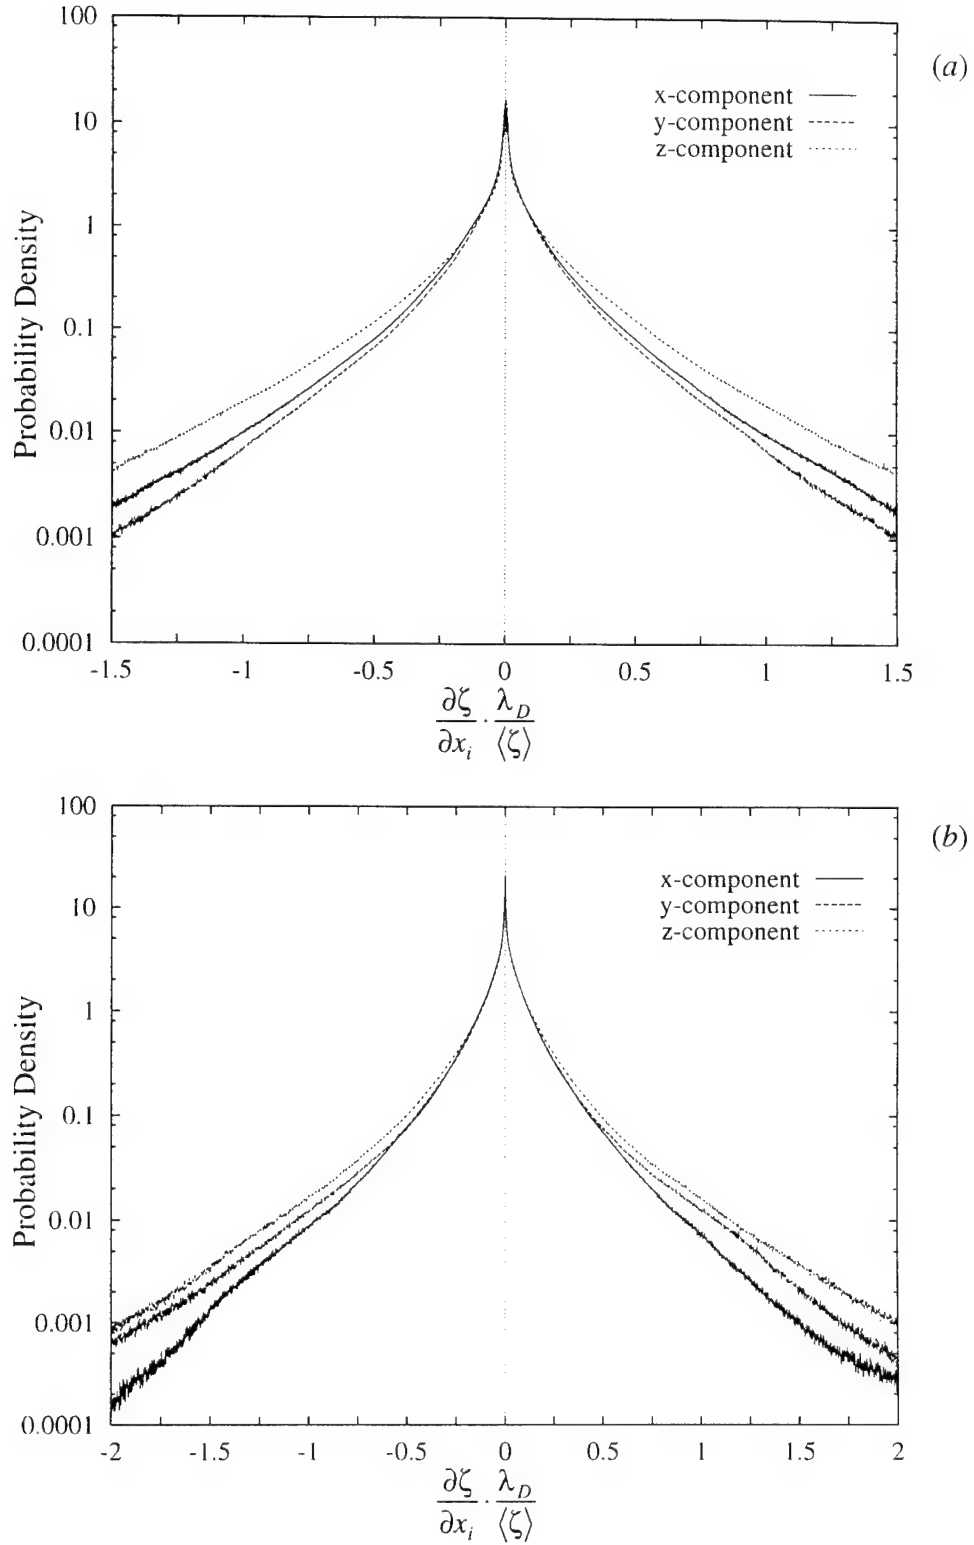 100
(a)
x-component
10
y-component
z-component
1
Probability Density
0.1
0.01
0.001
0.0001
-1.5 -1 -0.5 0 0.5 1 1.5
∂ζ/∂x_i · λ_D/⟨ζ⟩
100
(b)
x-component
10
y-component
z-component
1
Probability Density
0.1
0.01
0.001
0.0001
-2 -1.5 -1 -0.5 0 0.5 1 1.5 2
∂ζ/∂x_i · λ_D/⟨ζ⟩